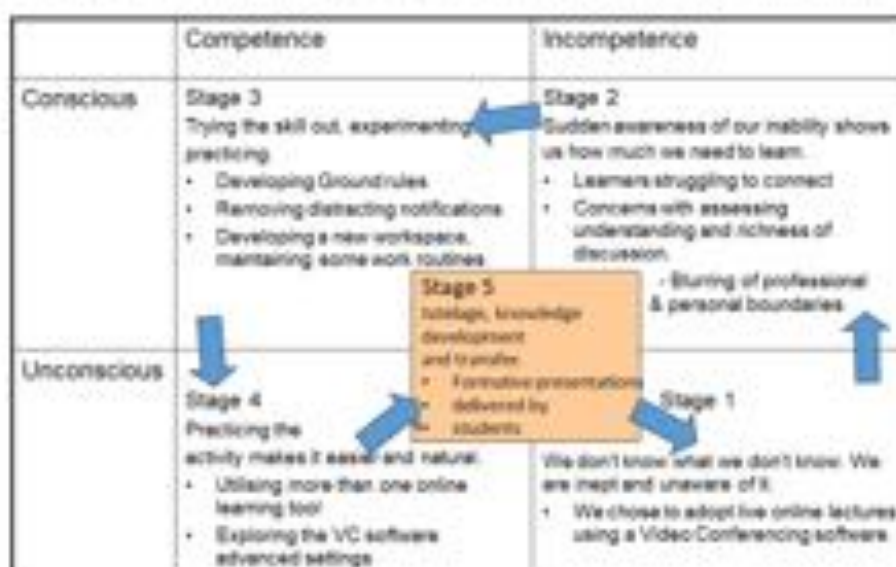 Competence
Incompetence
Conscious
Stage 3
Trying the skill out, experimenting
practicing.
• Developing Ground rules
• Removing distracting notifications
• Developing a new workspace,
maintaining some work routines
Stage 2
Sudden awareness of our inability shows
us how much we need to learn.
• Learners struggling to connect
• Concerns with assessing
understanding and richness of
discussion.
- Blurring of professional
& personal boundaries
Stage 5
tutelage, knowledge
development
and transfer.
• Formative presentations
• delivered by
• students
Unconscious
Stage 4
Practicing the
activity makes it easier and natural.
• Utilising more than one online
learning tool
• Exploring the VC software
advanced settings
Stage 1
We don't know what we don't know. We
are inept and unaware of it.
• We chose to adopt live online lectures
using a Video Conferencing software